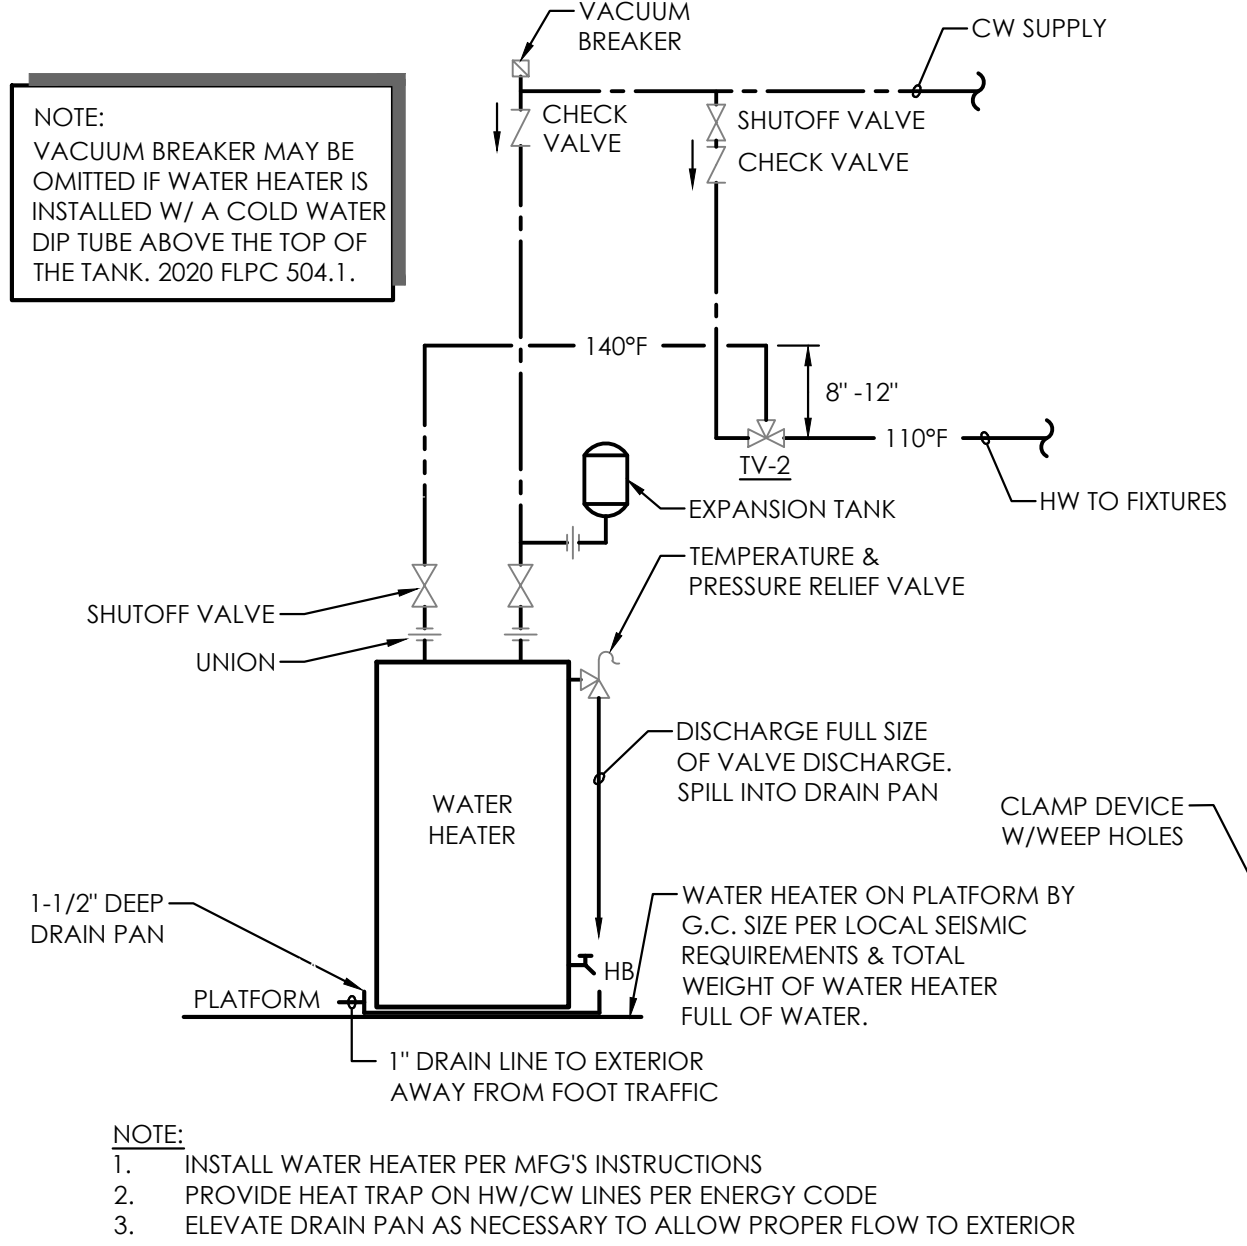 VACUUM
BREAKER
CW SUPPLY
NOTE:
VACUUM BREAKER MAY BE
OMITTED IF WATER HEATER IS
INSTALLED W/ A COLD WATER
DIP TUBE ABOVE THE TOP OF
THE TANK. 2020 FLPC 504.1.
CHECK
VALVE
SHUTOFF VALVE
CHECK VALVE
140°F
8" -12"
110°F
TV-2
HW TO FIXTURES
EXPANSION TANK
TEMPERATURE &
PRESSURE RELIEF VALVE
SHUTOFF VALVE
UNION
DISCHARGE FULL SIZE
OF VALVE DISCHARGE.
SPILL INTO DRAIN PAN
WATER
HEATER
CLAMP DEVICE
W/WEEP HOLES
1-1/2" DEEP
DRAIN PAN
WATER HEATER ON PLATFORM BY
G.C. SIZE PER LOCAL SEISMIC
REQUIREMENTS & TOTAL
WEIGHT OF WATER HEATER
FULL OF WATER.
HB
PLATFORM
1" DRAIN LINE TO EXTERIOR
AWAY FROM FOOT TRAFFIC
NOTE:
1. INSTALL WATER HEATER PER MFG'S INSTRUCTIONS
2. PROVIDE HEAT TRAP ON HW/CW LINES PER ENERGY CODE
3. ELEVATE DRAIN PAN AS NECESSARY TO ALLOW PROPER FLOW TO EXTERIOR